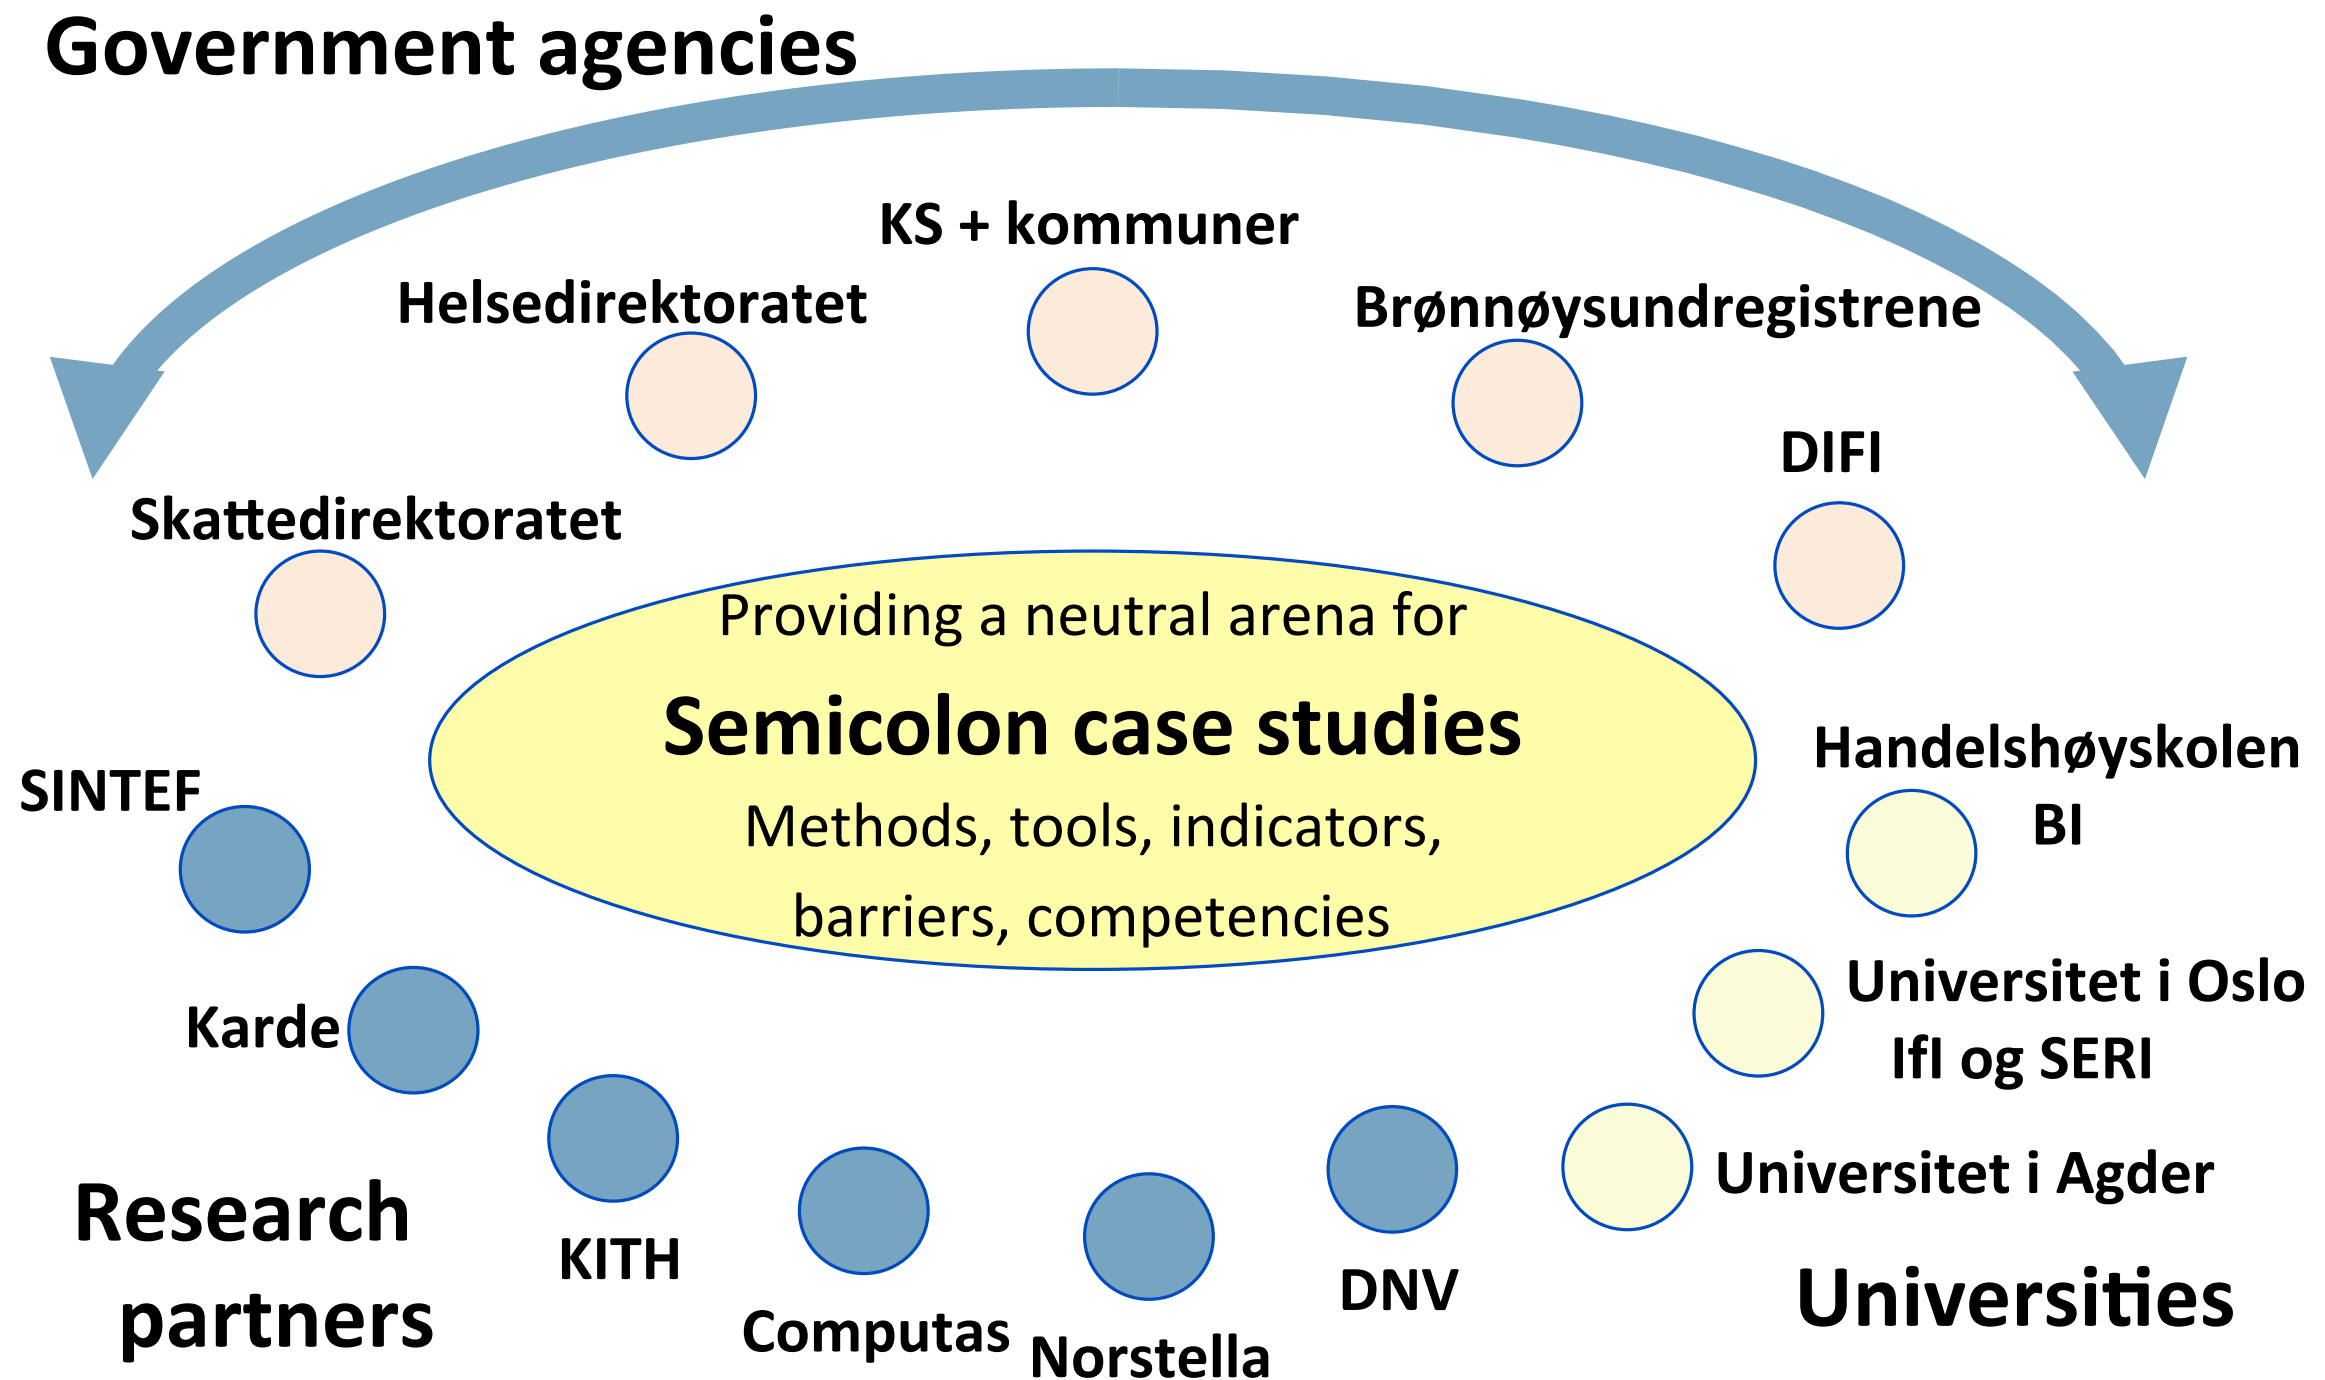 Government agencies
KS + kommuner
Helsedirektoratet
Brønnøysundregistrene
DIFI
Skattedirektoratet
Providing a neutral arena for
Semicolon case studies
Methods, tools, indicators,
barriers, competencies
Handelshøyskolen
BI
SINTEF
Universitet i Oslo
IfI og SERI
Karde
Universitet i Agder
Research
partners
KITH
Computas
Norstella
DNV
Universities